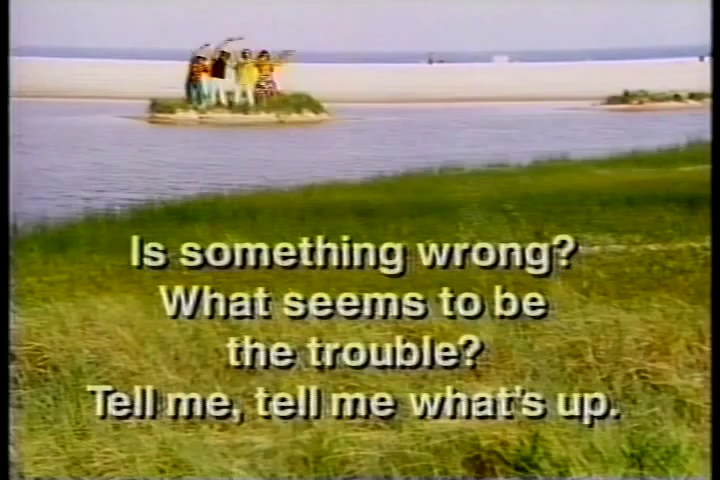 Is something wrong?
What seems to be
the trouble?
Tell me, tell me what's up.